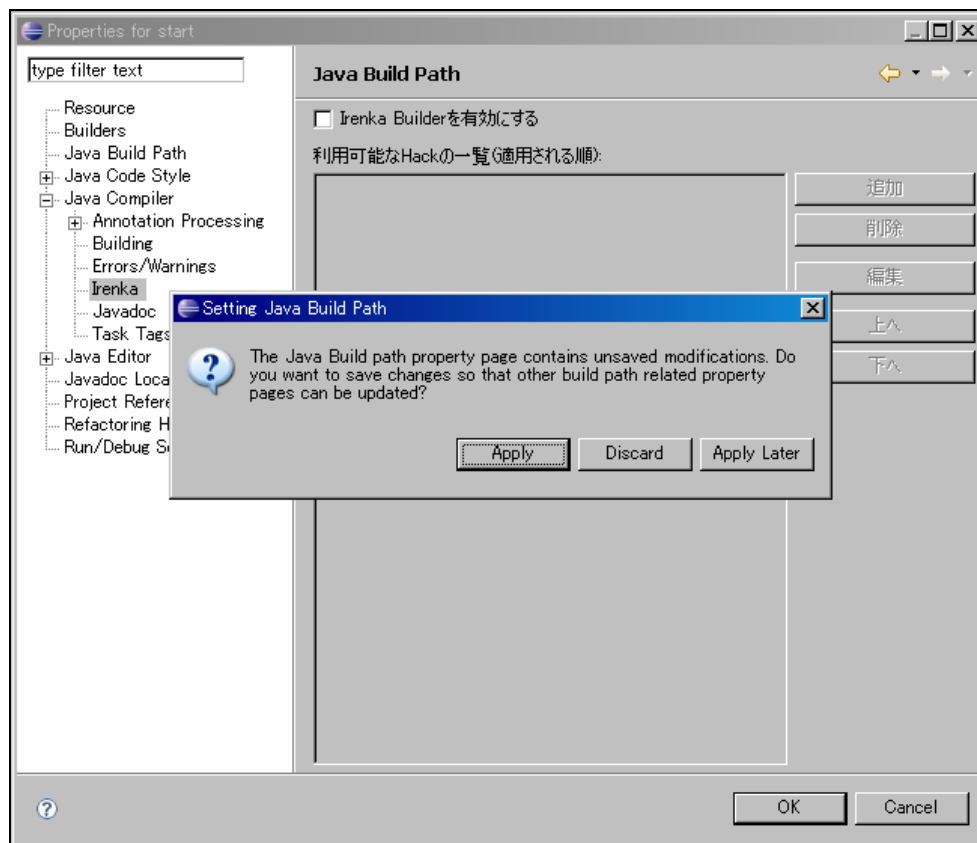 Properties for start
type filter text
Resource
Builders
Java Build Path
Java Code Style
Java Compiler
Annotation Processing
Building
Errors/Warnings
Irenka
Javadoc
Task Tags
Java Editor
Javadoc Loca
Project Refere
Refactoring H
Run/Debug S
Java Build Path
Irenka Builderを有効にする
利用可能なHackの一覧(適用される順):
追加
削除
編集
上へ
下へ
Setting Java Build Path
The Java Build path property page contains unsaved modifications. Do
you want to save changes so that other build path related property
pages can be updated?
Apply
Discard
Apply Later
OK
Cancel